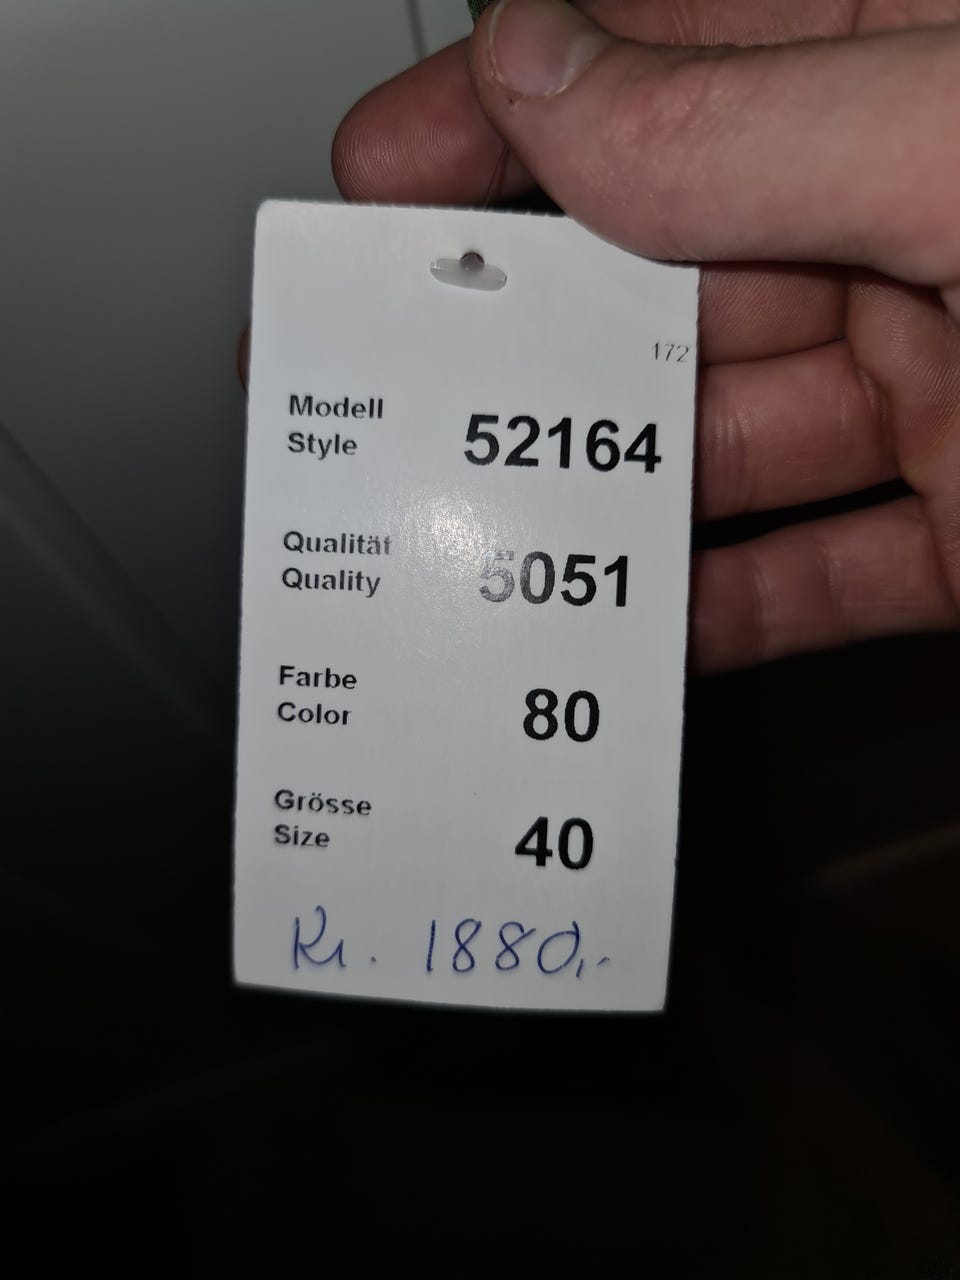 172
Modell
Style 52164
Qualität
Quality 5051
Farbe
Color 80
Grösse
Size 40
Kr. 1880,-